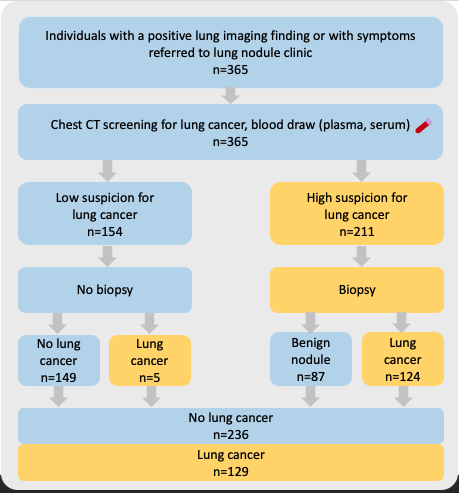 Individuals with a positive lung imaging finding or with symptoms
referred to lung nodule clinic
n=365
Chest CT screening for lung cancer, blood draw (plasma, serum)
n=365
Low suspicion for
lung cancer
n=154
High suspicion for
lung cancer
n=211
No biopsy
Biopsy
No lung
cancer
n=149
Lung
cancer
n=5
Benign
nodule
n=87
Lung
cancer
n=124
No lung cancer
n=236
Lung cancer
n=129